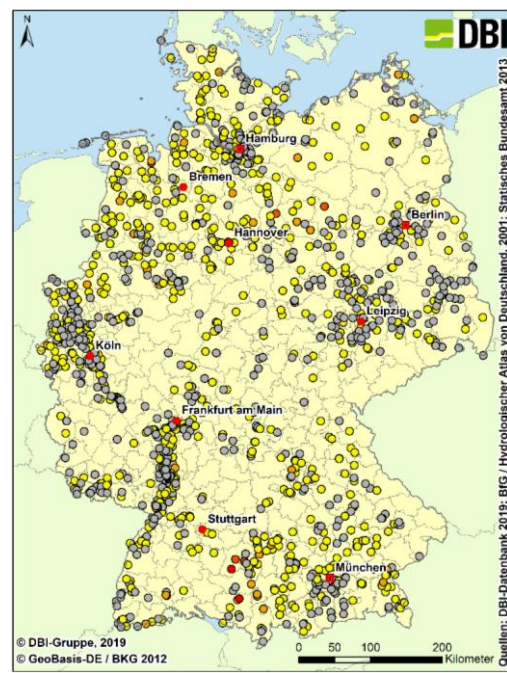 N
DBI
Hamburg
Bremen
Berlin
Hannover
Leipzig
Köln
Frankfurt am Main
Stuttgart
München
© DBI-Gruppe, 2019
© GeoBasis-DE / BKG 2012
0 50 100 200
Kilometer
Quellen: DBI-Datenbank 2019; BfG / Hydrologischer Atlas von Deutschland, 2001; Statisches Bundesamt 2013